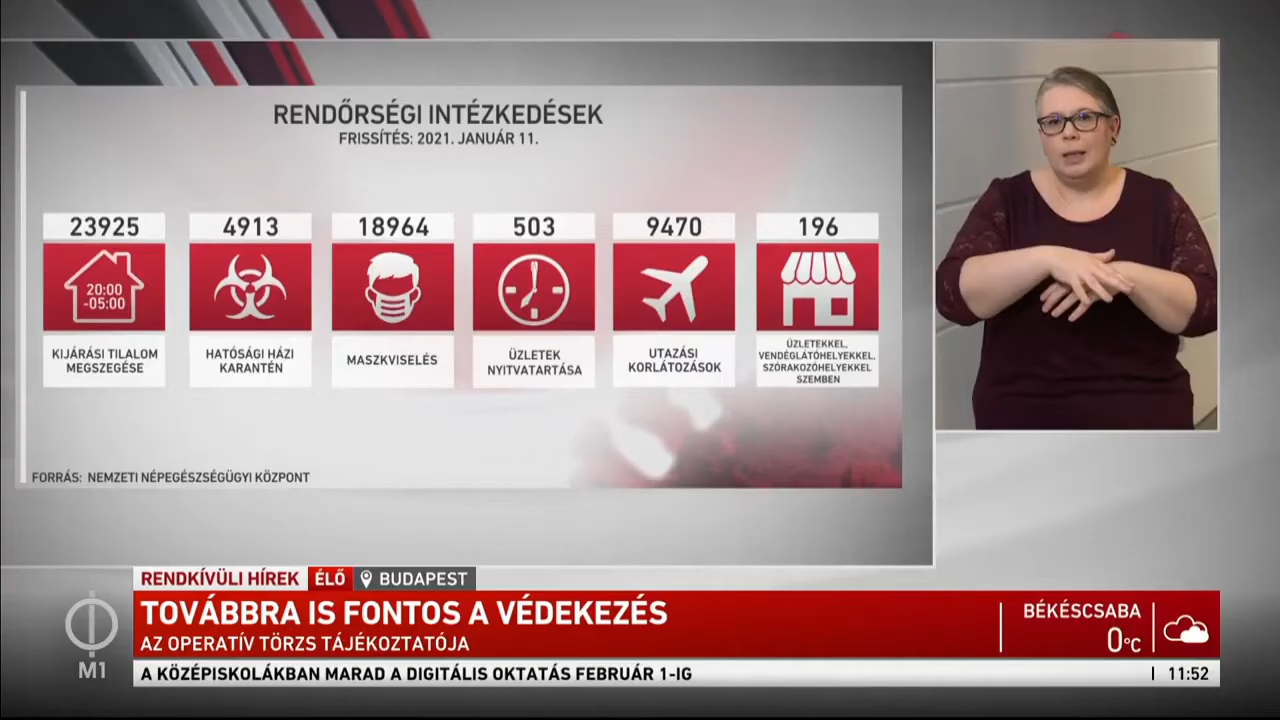 RENDŐRSÉGI INTÉZKEDÉSEK
FRISSÍTÉS: 2021. JANUÁR 11.
23925
20:00
-05:00
KIJÁRÁSI TILALOM
MEGSZEGÉSE
4913
HATÓSÁGI HÁZI
KARANTÉN
18964
MASZKVISELÉS
503
ÜZLETEK
NYITVATARTÁSA
9470
UTAZÁSI
KORLÁTOZÁSOK
196
ÜZLETEKKEL,
VENDÉGLÁTÓHELYEKKEL,
SZÓRAKOZÓHELYEKKEL
SZEMBEN
FORRÁS: NEMZETI NÉPEGÉSZSÉGÜGYI KÖZPONT
RENDKÍVÜLI HÍREK ÉLŐ BUDAPEST
TOVÁBBRA IS FONTOS A VÉDEKEZÉS
AZ OPERATÍV TÖRZS TÁJÉKOZTATÓJA
BÉKÉSCSABA
0°C
M1
A KÖZÉPISKOLÁKBAN MARAD A DIGITÁLIS OKTATÁS FEBRUÁR 1-IG
11:52